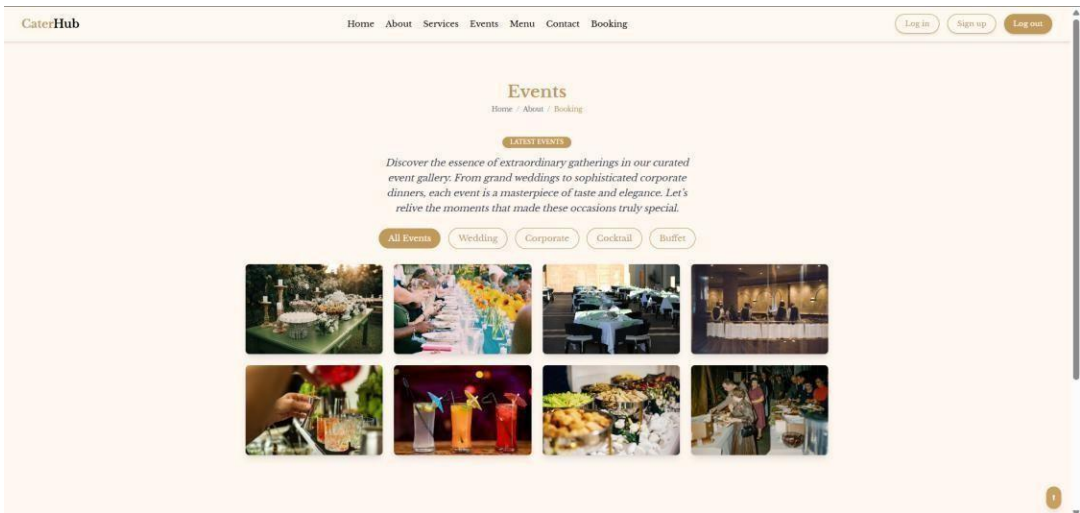 CaterHub
Home About Services Events Menu Contact Booking
Log in Sign up Log out
Events
Home / About / Booking
LATEST EVENTS
Discover the essence of extraordinary gatherings in our curated
event gallery. From grand weddings to sophisticated corporate
dinners, each event is a masterpiece of taste and elegance. Let's
relive the moments that made these occasions truly special.
All Events Wedding Corporate Cocktail Buffet